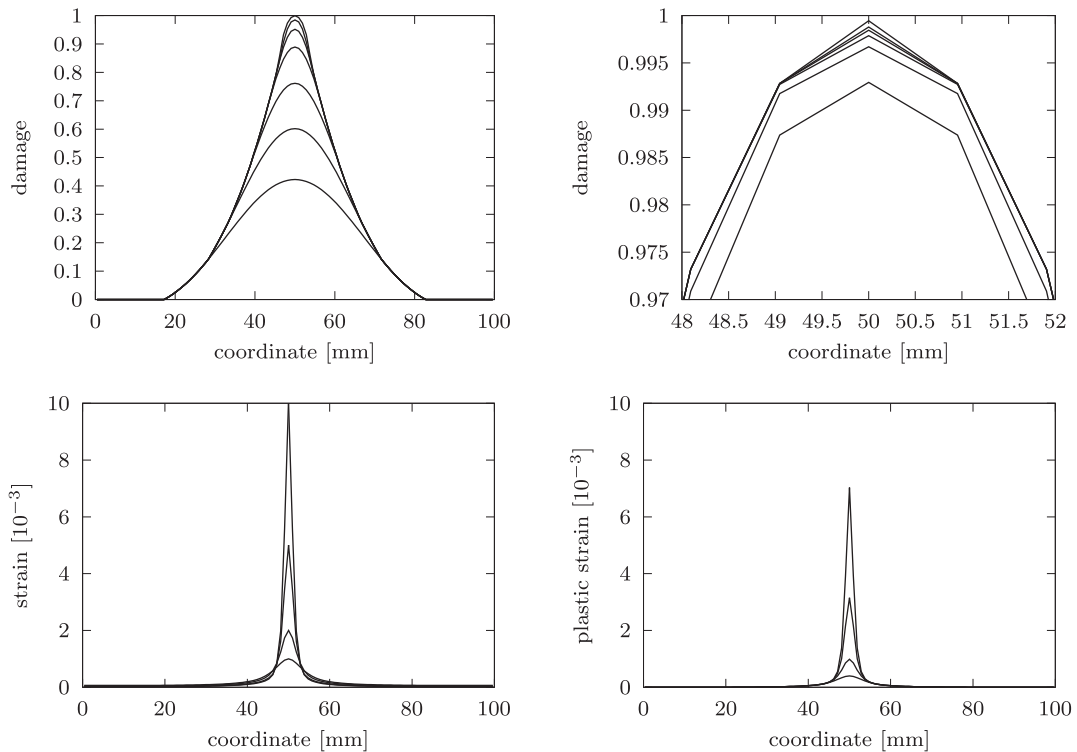 1
0.9
0.8
0.7
0.6
0.5
0.4
0.3
0.2
0.1
0
damage
0 20 40 60 80 100
coordinate [mm]
1
0.995
0.99
0.985
0.98
0.975
0.97
damage
48 48.5 49 49.5 50 50.5 51 51.5 52
coordinate [mm]
10
8
6
4
2
0
strain [10⁻³]
0 20 40 60 80 100
coordinate [mm]
10
8
6
4
2
0
plastic strain [10⁻³]
0 20 40 60 80 100
coordinate [mm]